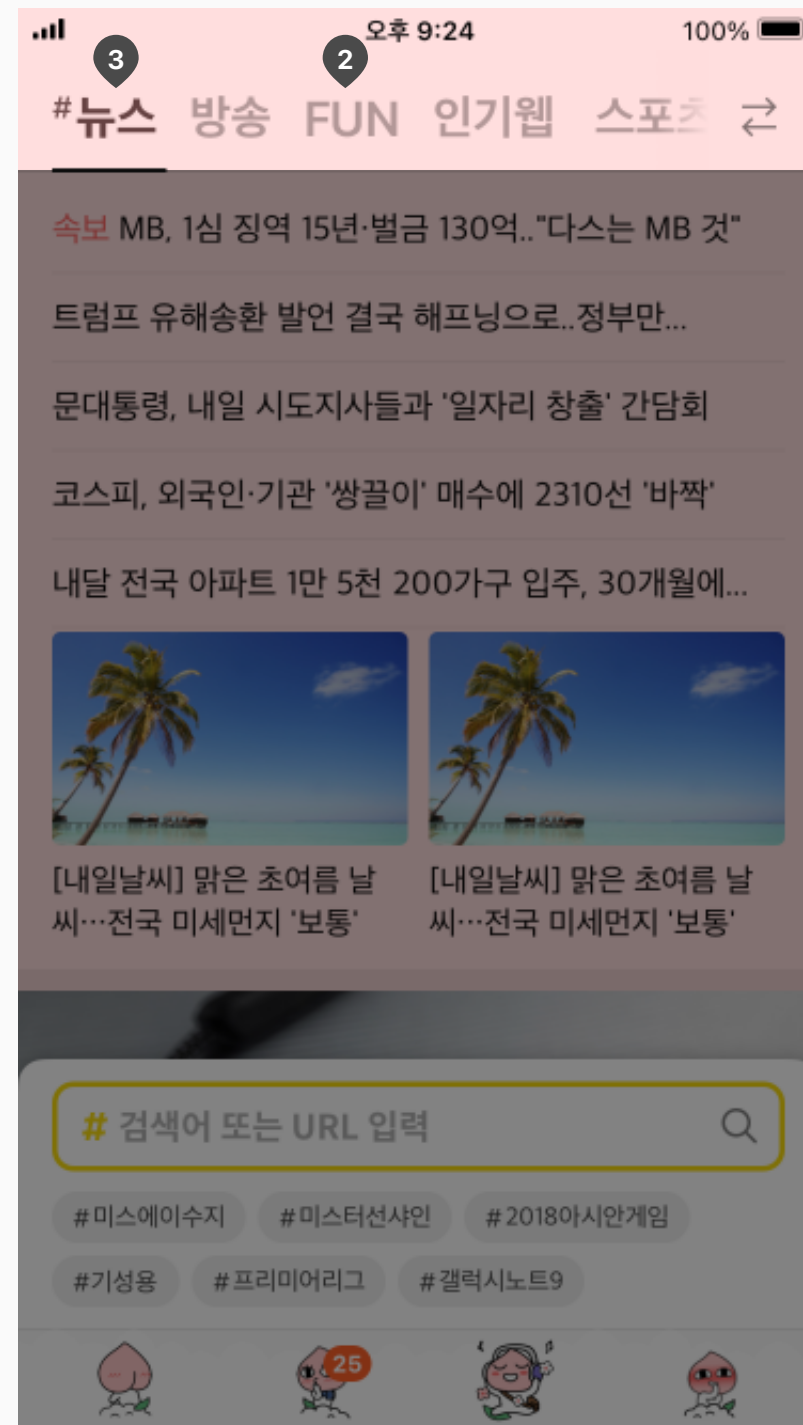 오후 9:24
100%
3
2
#뉴스 방송 FUN 인기웹 스포츠
속보 MB, 1심 징역 15년·벌금 130억.."다스는 MB 것"
트럼프 유해송환 발언 결국 해프닝으로..정부만...
문대통령, 내일 시도지사들과 '일자리 창출' 간담회
코스피, 외국인·기관 '쌍끌이' 매수에 2310선 '바짝'
내달 전국 아파트 1만 5천 200가구 입주, 30개월에...
[내일날씨] 맑은 초여름 날
씨…전국 미세먼지 '보통'
[내일날씨] 맑은 초여름 날
씨…전국 미세먼지 '보통'
# 검색어 또는 URL 입력
#미스에이수지 #미스터선샤인 #2018아시안게임
#기성용 #프리미어리그 #갤럭시노트9
25